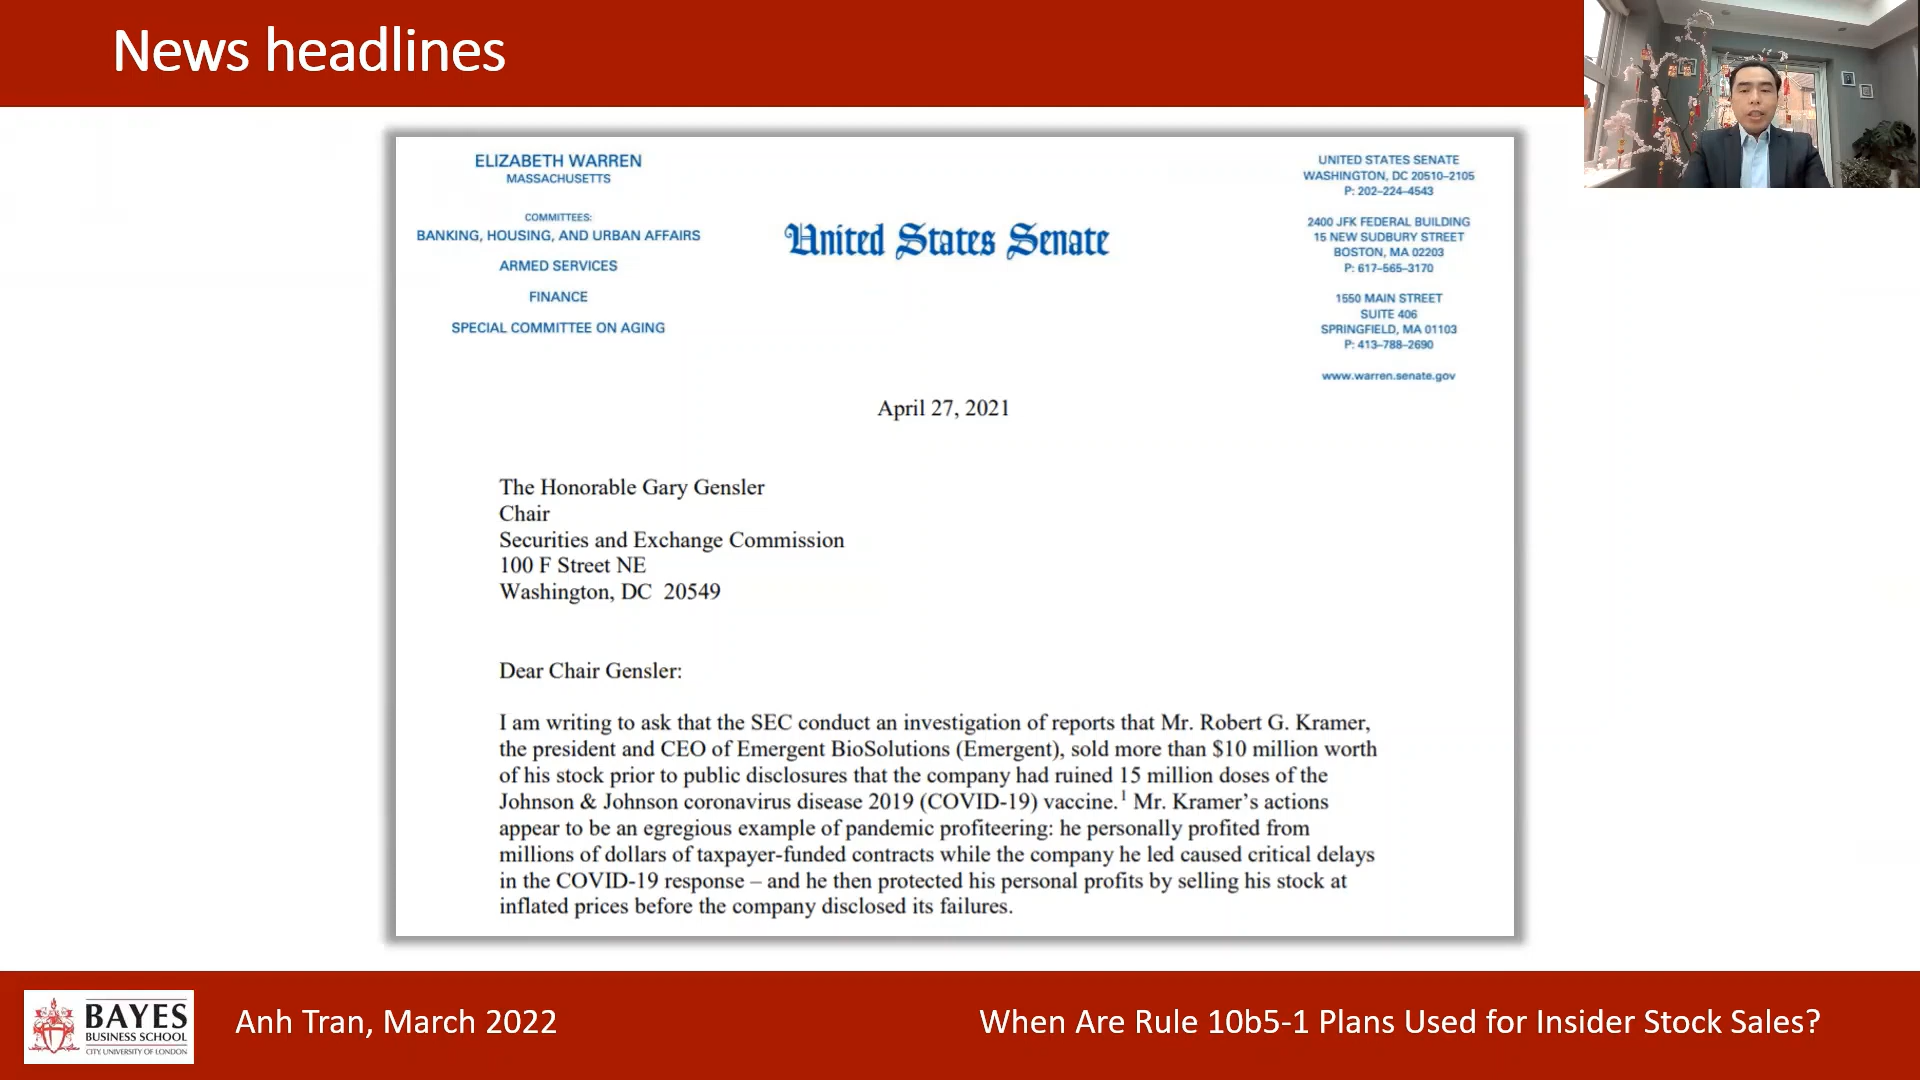 News headlines
ELIZABETH WARREN
MASSACHUSETTS
COMMITTEES:
BANKING, HOUSING, AND URBAN AFFAIRS
ARMED SERVICES
FINANCE
SPECIAL COMMITTEE ON AGING
United States Senate
UNITED STATES SENATE
WASHINGTON, DC 20510–2105
P: 202–224–4543
2400 JFK FEDERAL BUILDING
15 NEW SUDBURY STREET
BOSTON, MA 02203
P: 617–565–3170
1550 MAIN STREET
SUITE 406
SPRINGFIELD, MA 01103
P: 413–788–2690
www.warren.senate.gov
April 27, 2021
The Honorable Gary Gensler
Chair
Securities and Exchange Commission
100 F Street NE
Washington, DC 20549
Dear Chair Gensler:
I am writing to ask that the SEC conduct an investigation of reports that Mr. Robert G. Kramer,
the president and CEO of Emergent BioSolutions (Emergent), sold more than $10 million worth
of his stock prior to public disclosures that the company had ruined 15 million doses of the
Johnson & Johnson coronavirus disease 2019 (COVID-19) vaccine.1 Mr. Kramer’s actions
appear to be an egregious example of pandemic profiteering: he personally profited from
millions of dollars of taxpayer-funded contracts while the company he led caused critical delays
in the COVID-19 response – and he then protected his personal profits by selling his stock at
inflated prices before the company disclosed its failures.
BAYES
BUSINESS SCHOOL
CITY, UNIVERSITY OF LONDON
Anh Tran, March 2022
When Are Rule 10b5-1 Plans Used for Insider Stock Sales?